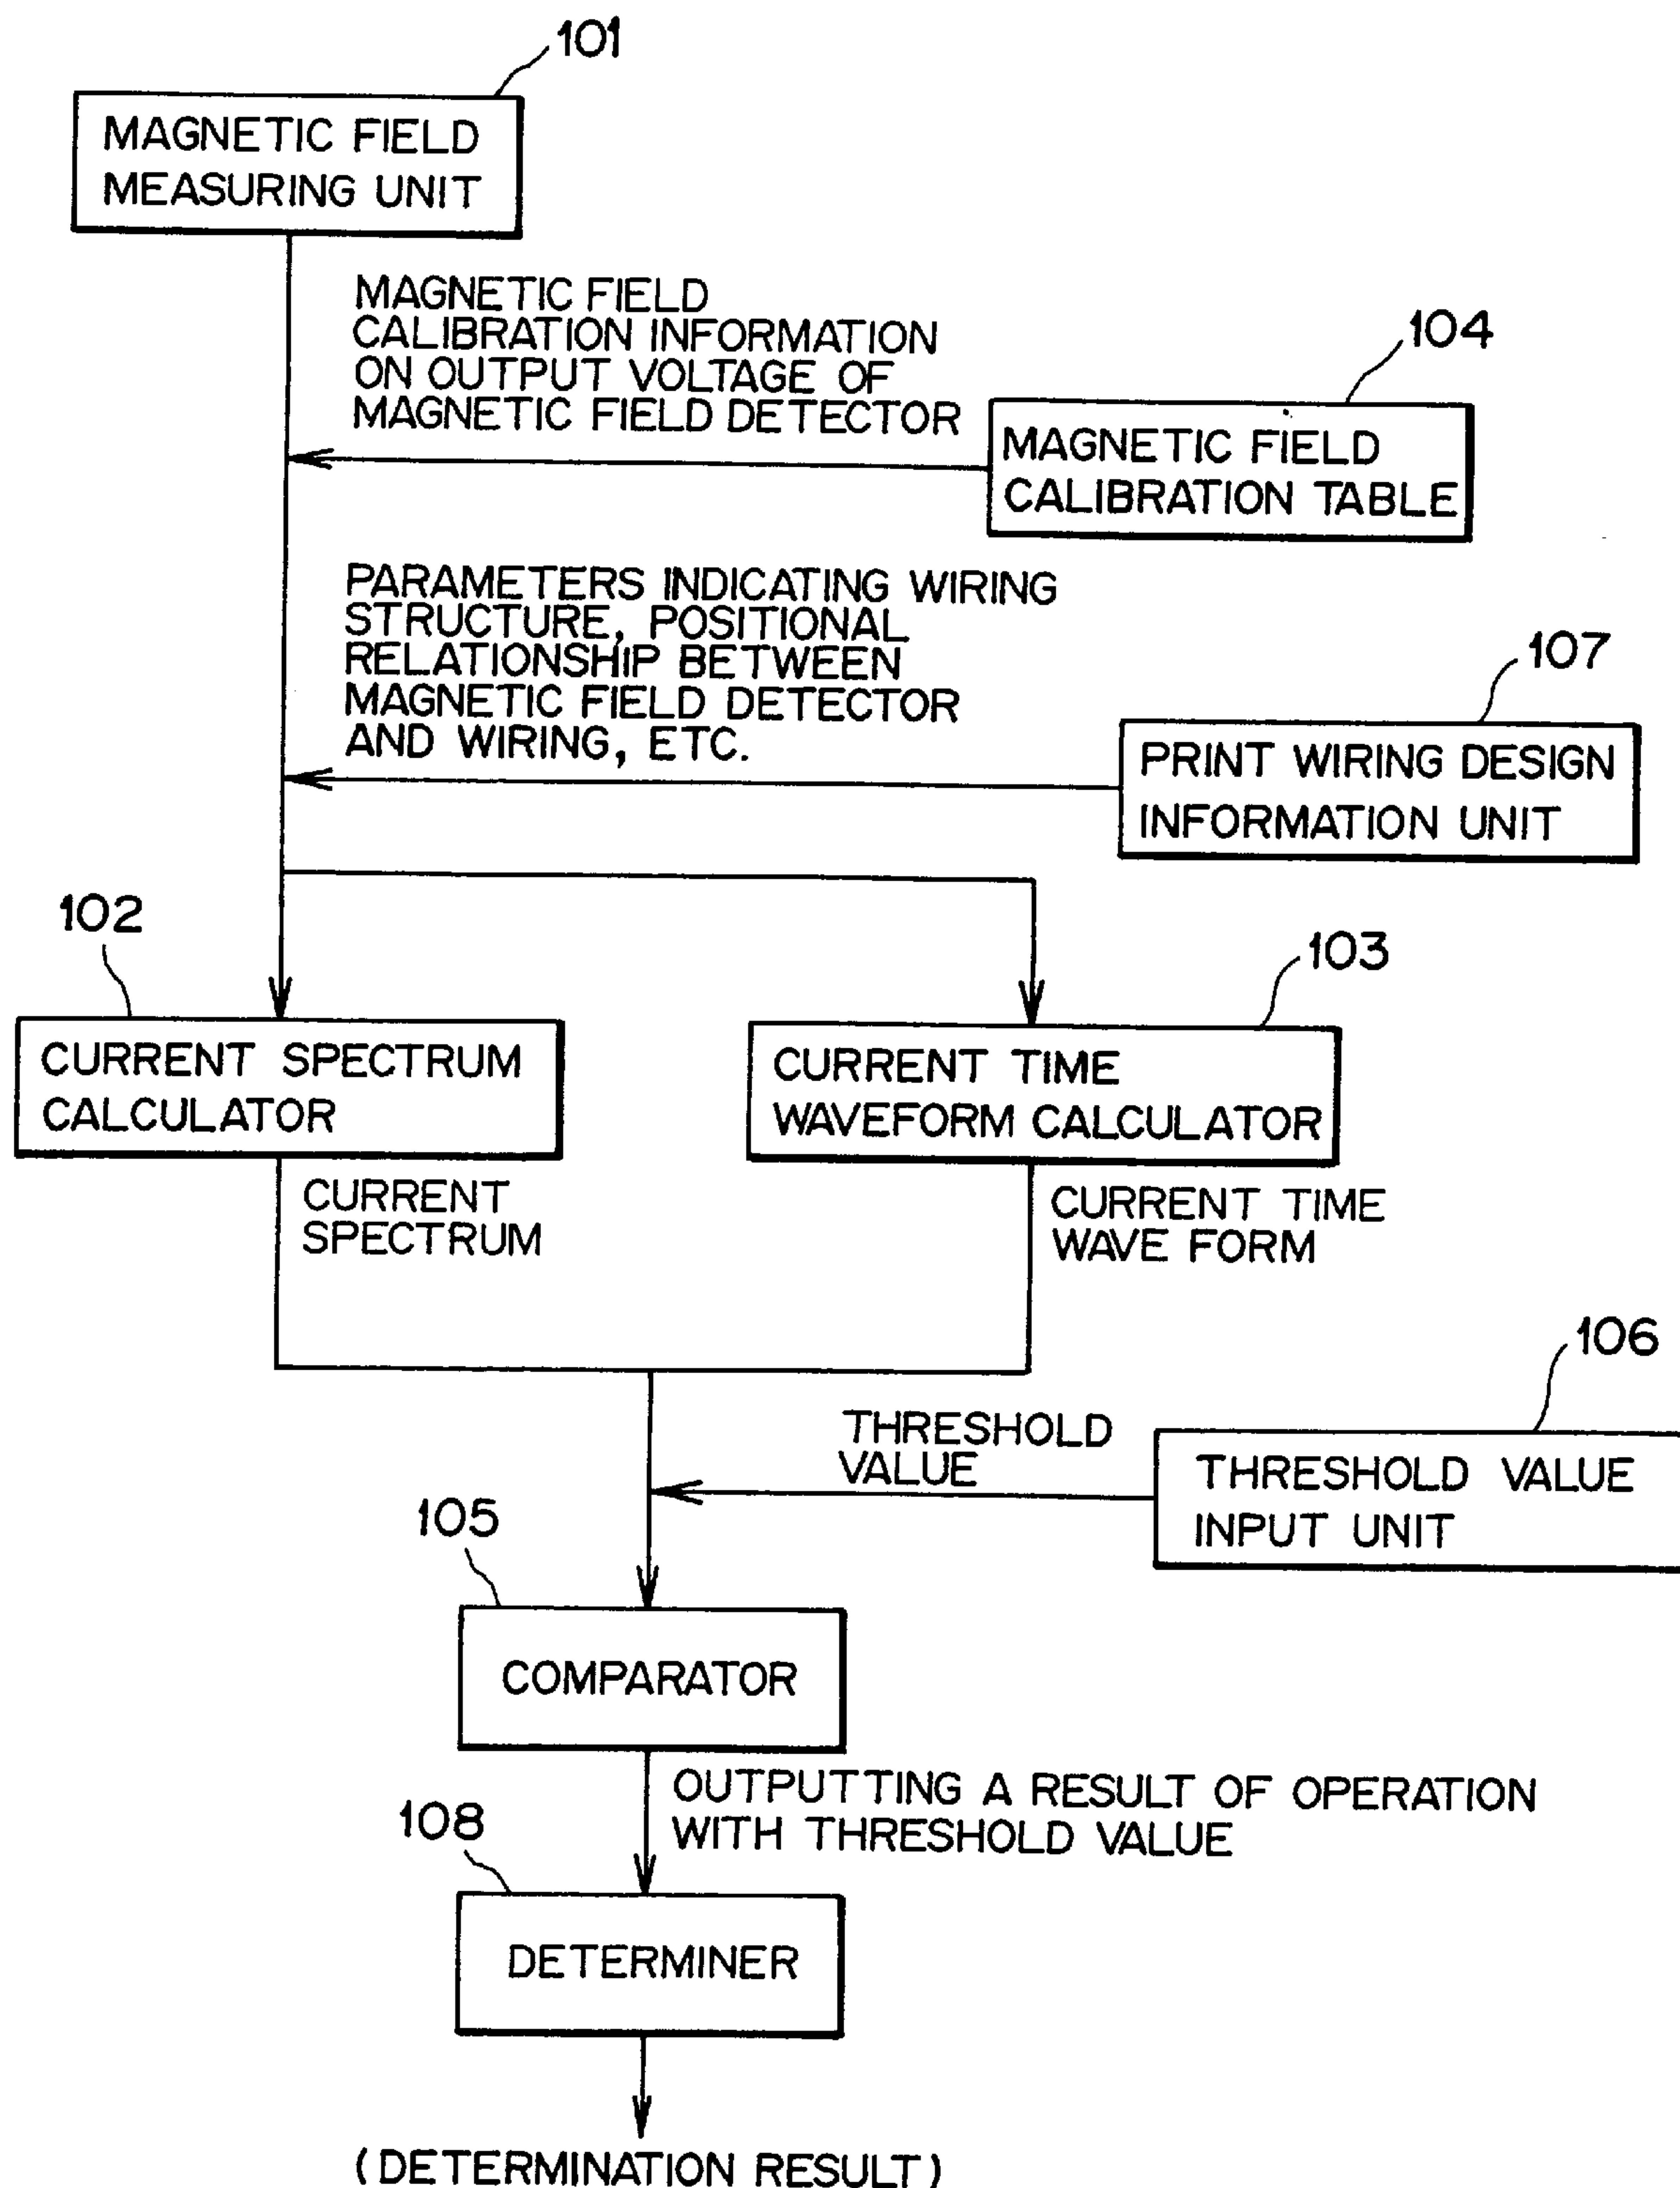 101
MAGNETIC FIELD
MEASURING UNIT
MAGNETIC FIELD
CALIBRATION INFORMATION
ON OUTPUT VOLTAGE OF
MAGNETIC FIELD DETECTOR
104
MAGNETIC FIELD
CALIBRATION TABLE
PARAMETERS INDICATING WIRING
STRUCTURE, POSITIONAL
RELATIONSHIP BETWEEN
MAGNETIC FIELD DETECTOR
AND WIRING, ETC.
107
PRINT WIRING DESIGN
INFORMATION UNIT
102
CURRENT SPECTRUM
CALCULATOR
103
CURRENT TIME
WAVEFORM CALCULATOR
CURRENT
SPECTRUM
CURRENT TIME
WAVE FORM
106
THRESHOLD
VALUE
THRESHOLD VALUE
INPUT UNIT
105
COMPARATOR
OUTPUTTING A RESULT OF OPERATION
WITH THRESHOLD VALUE
108
DETERMINER
(DETERMINATION RESULT)